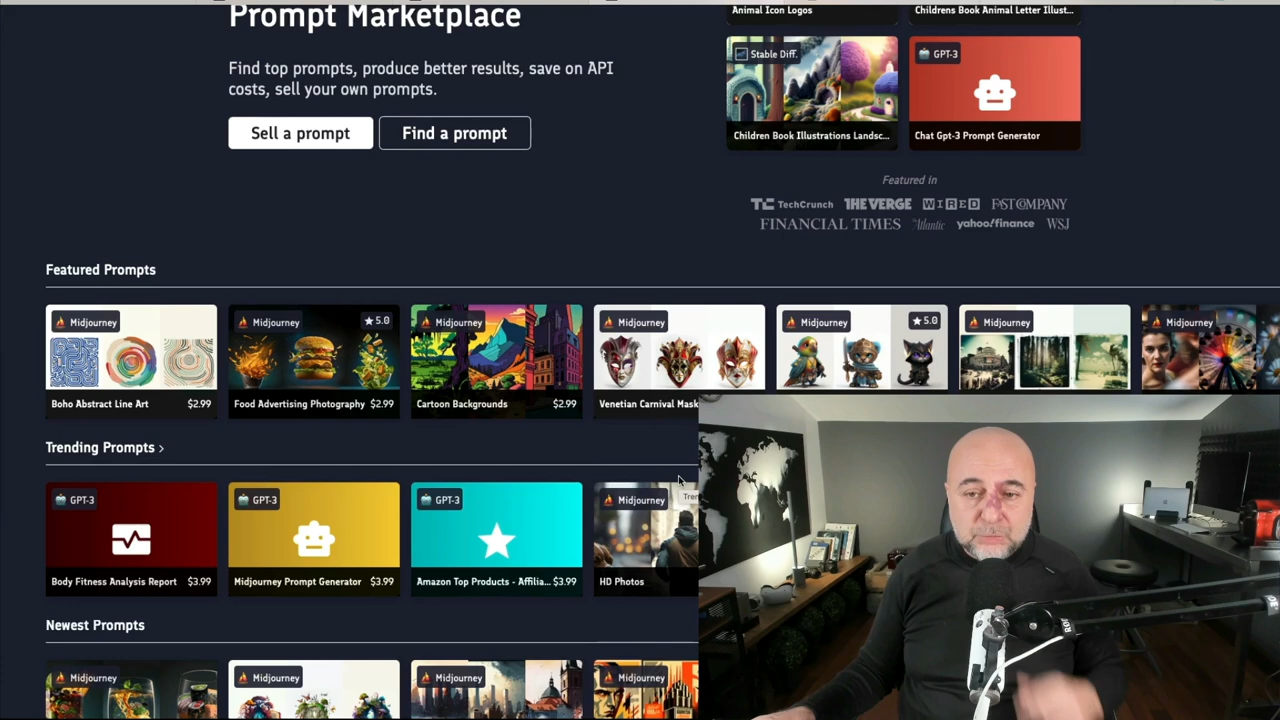 Prompt Marketplace
Find top prompts, produce better results, save on API
costs, sell your own prompts.
Sell a prompt
Find a prompt
Animal Icon Logos
Childrens Book Animal Letter Illust...
Stable Diff.
GPT-3
Children Book Illustrations Landsc...
Chat Gpt-3 Prompt Generator
Featured in
TC TechCrunch THE VERGE WIRED FAST COMPANY
FINANCIAL TIMES The Atlantic yahoo!finance WSJ
Featured Prompts
Midjourney
Midjourney
5.0
Midjourney
Midjourney
Midjourney
5.0
Midjourney
Midjourney
Boho Abstract Line Art $2.99
Food Advertising Photography $2.99
Cartoon Backgrounds $2.99
Venetian Carnival Mask
Trending Prompts >
GPT-3
GPT-3
GPT-3
Midjourney
Tren
Body Fitness Analysis Report $3.99
Midjourney Prompt Generator $3.99
Amazon Top Products - Affilia... $3.99
HD Photos
Newest Prompts
Midjourney
Midjourney
Midjourney
Midjourney